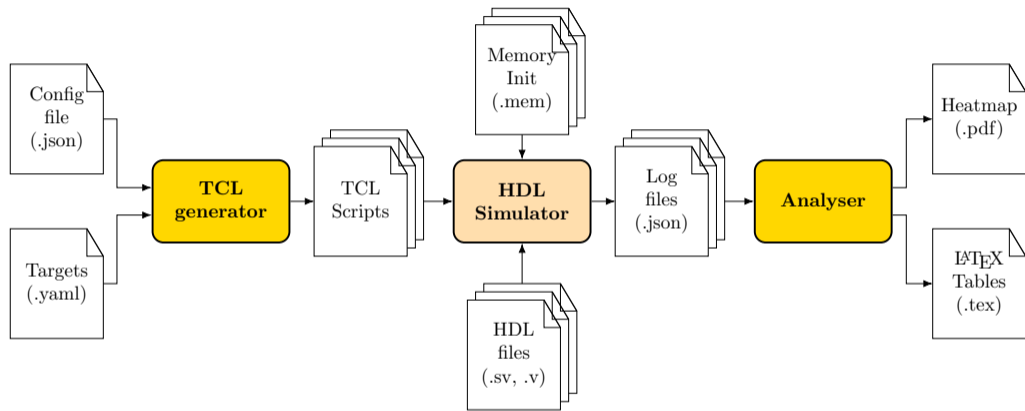 Config
file
(.json)
Targets
(.yaml)
TCL
generator
TCL
Scripts
Memory
Init
(.mem)
HDL
Simulator
HDL
files
(.sv, .v)
Log
files
(.json)
Analyser
Heatmap
(.pdf)
LATEX
Tables
(.tex)